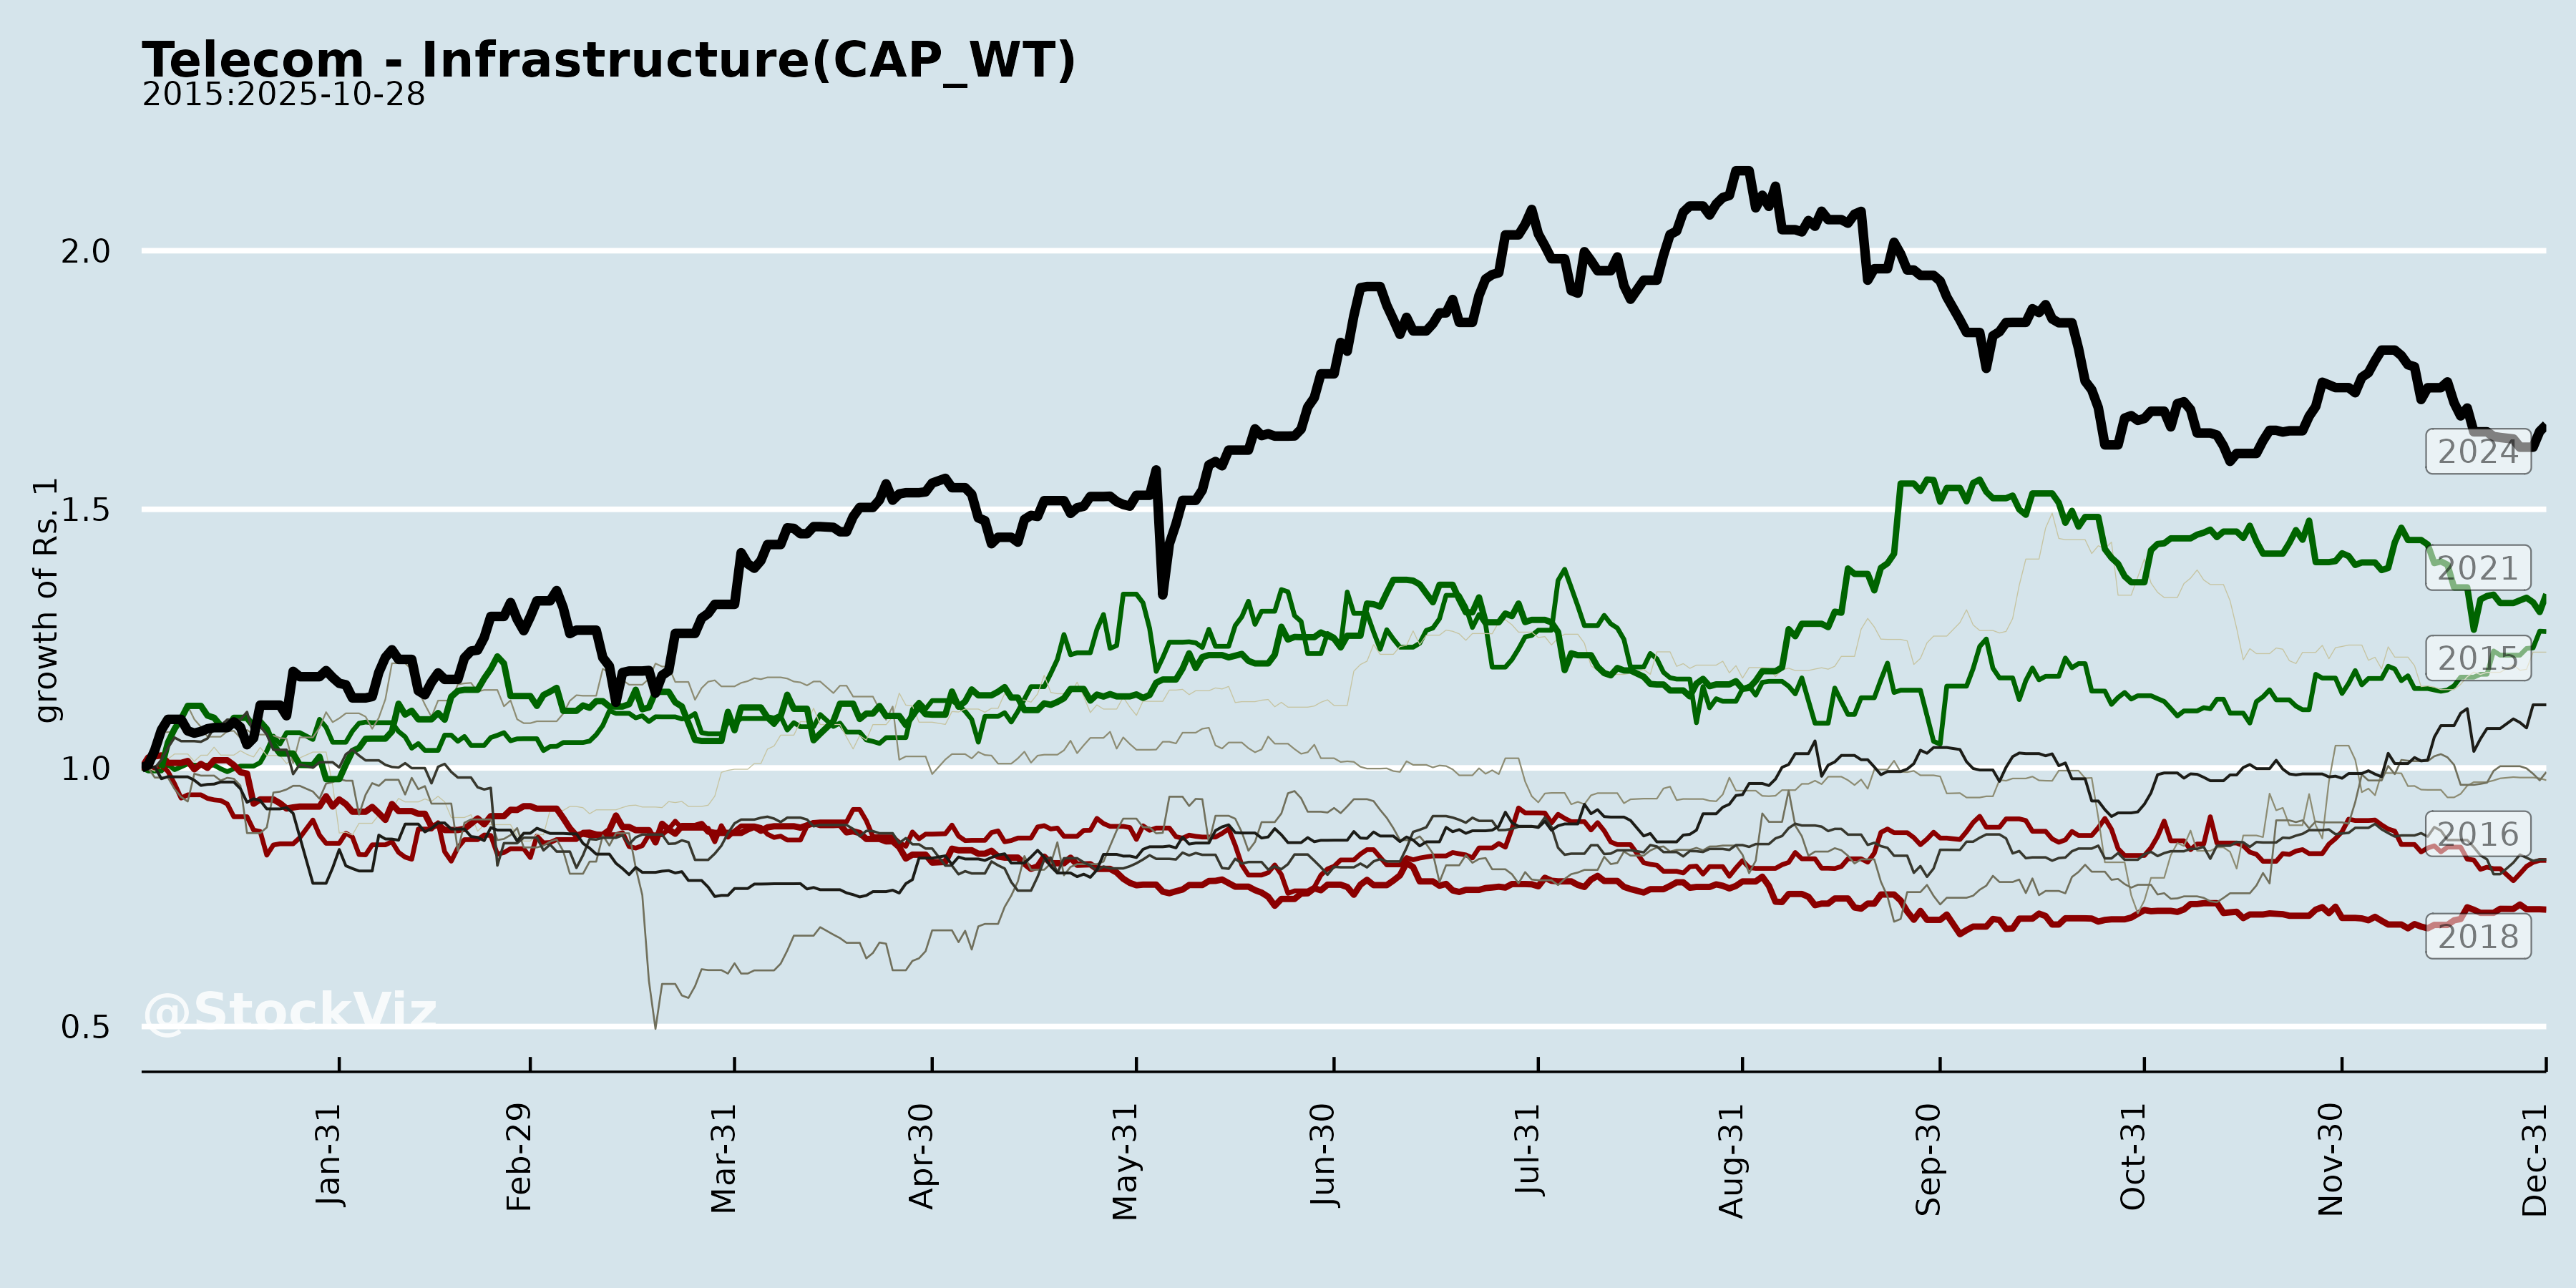 Telecom - Infrastructure(CAP_WT)
2015:2025-10-28
growth of Rs. 1
2.0
1.5
1.0
0.5
2024
2021
2015
2016
2018
@StockViz
Jan-31
Feb-29
Mar-31
Apr-30
May-31
Jun-30
Jul-31
Aug-31
Sep-30
Oct-31
Nov-30
Dec-31